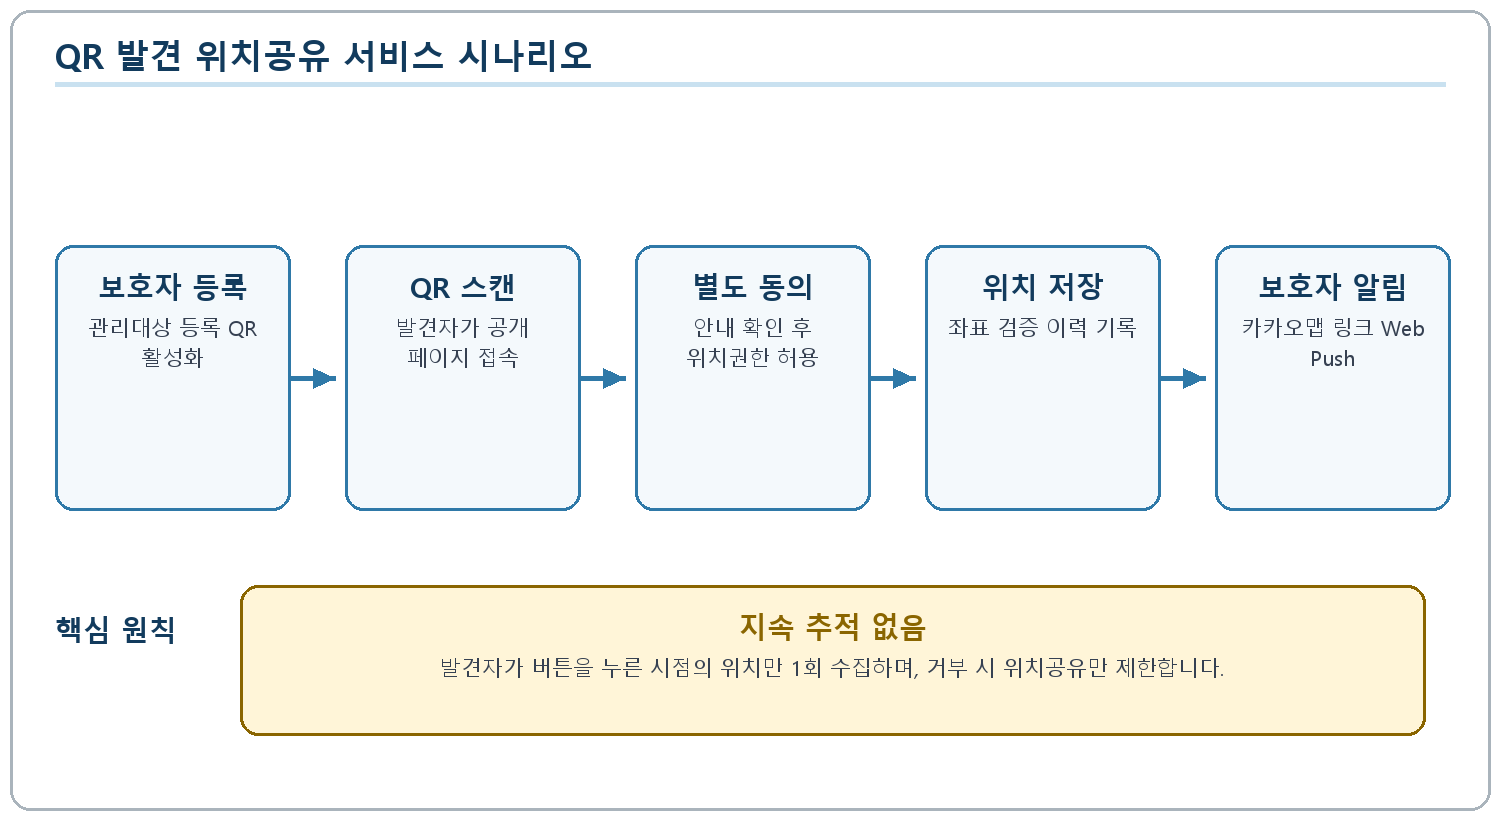 QR 발견 위치공유 서비스 시나리오
보호자 등록
관리대상 등록 QR
활성화
QR 스캔
발견자가 공개
페이지 접속
별도 동의
안내 확인 후
위치권한 허용
위치 저장
좌표 검증 이력 기록
보호자 알림
카카오맵 링크 Web
Push
핵심 원칙
지속 추적 없음
발견자가 버튼을 누른 시점의 위치만 1회 수집하며, 거부 시 위치공유만 제한합니다.